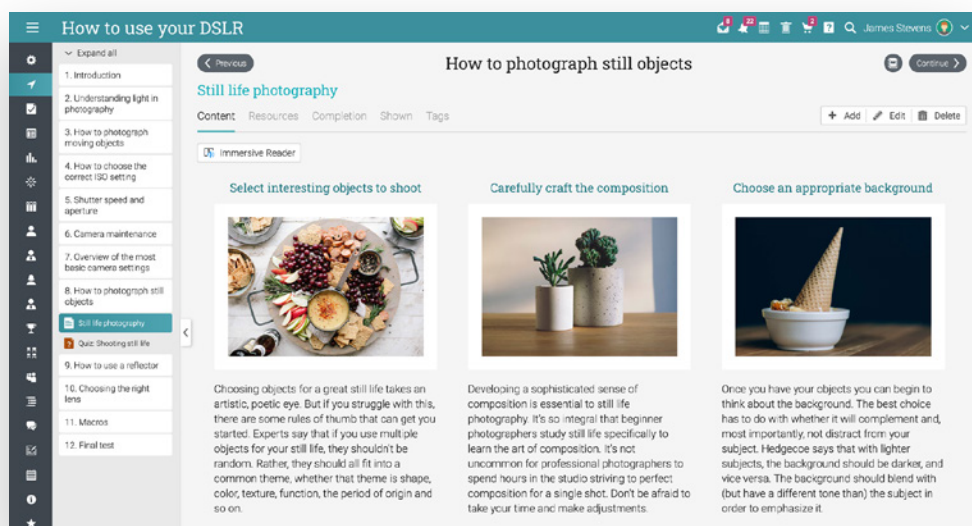 How to use your DSLR
8
22
2
James Stevens
Expand all
1. Introduction
2. Understanding light in
photography
3. How to photograph
moving objects
4. How to choose the
correct ISO setting
5. Shutter speed and
aperture
6. Camera maintenance
7. Overview of the most
basic camera settings
8. How to photograph still
objects
Still life photography
Quiz: Shooting still life
9. How to use a reflector
10. Choosing the right
lens
11. Macros
12. Final test
Previous
How to photograph still objects
Continue
Still life photography
Content Resources Completion Shown Tags
Add Edit Delete
Immersive Reader
Select interesting objects to shoot
Choosing objects for a great still life takes an
artistic, poetic eye. But if you struggle with this,
there are some rules of thumb that can get you
started. Experts say that if you use multiple
objects for your still life, they shouldn't be
random. Rather, they should all fit into a
common theme, whether that theme is shape,
color, texture, function, the period of origin and
so on.
Carefully craft the composition
Developing a sophisticated sense of
composition is essential to still life
photography. It's so integral that beginner
photographers study still life specifically to
learn the art of composition. It's not
uncommon for professional photographers to
spend hours in the studio striving to perfect
composition for a single shot. Don't be afraid to
take your time and make adjustments.
Choose an appropriate background
Once you have your objects you can begin to
think about the background. The best choice
has to do with whether it will complement and,
most importantly, not distract from your
subject. Hedgecoe says that with lighter
subjects, the background should be darker, and
vice versa. The background should blend with
(but have a different tone than) the subject in
order to emphasize it.